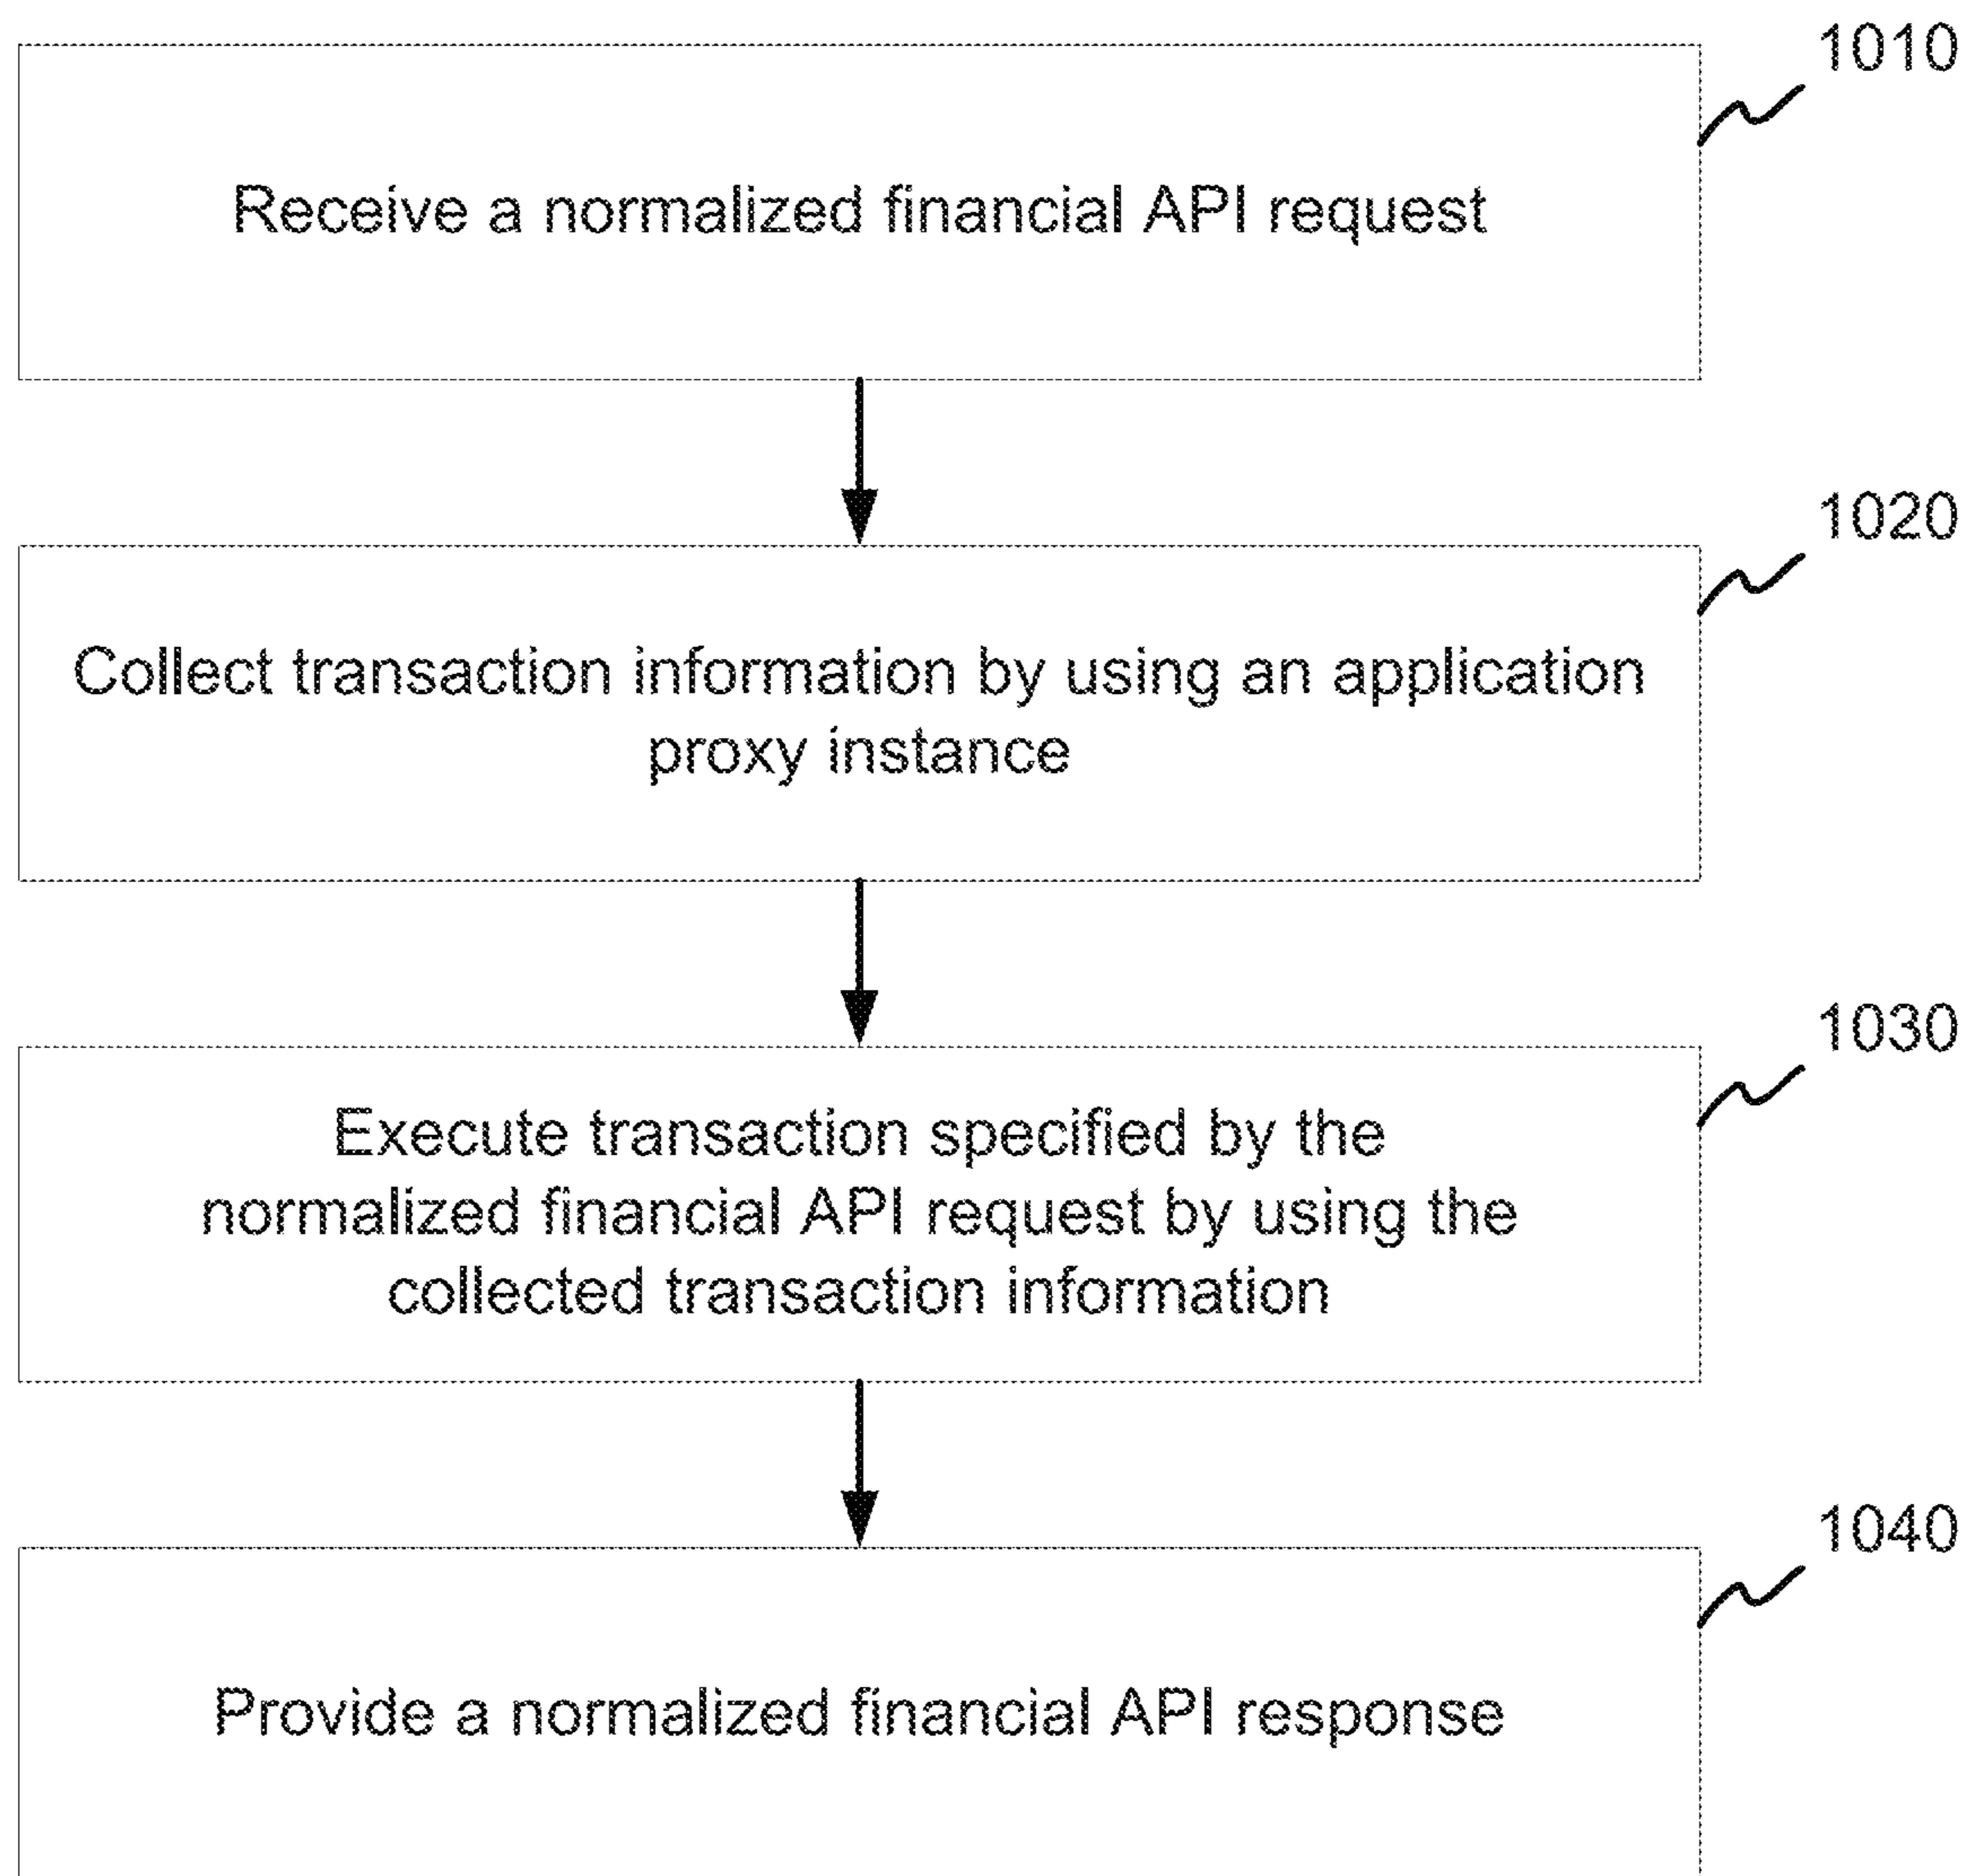 1010
Receive a normalized financial API request
1020
Collect transaction information by using an application
proxy instance
1030
Execute transaction specified by the
normalized financial API request by using the
collected transaction information
1040
Provide a normalized financial API response